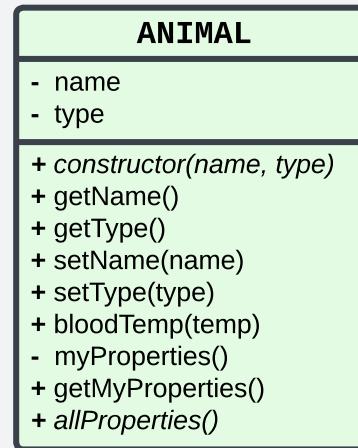 ANIMAL
- name
- type
+ constructor(name, type)
+ getName()
+ getType()
+ setName(name)
+ setType(type)
+ bloodTemp(temp)
- myProperties()
+ getMyProperties()
+ allProperties()